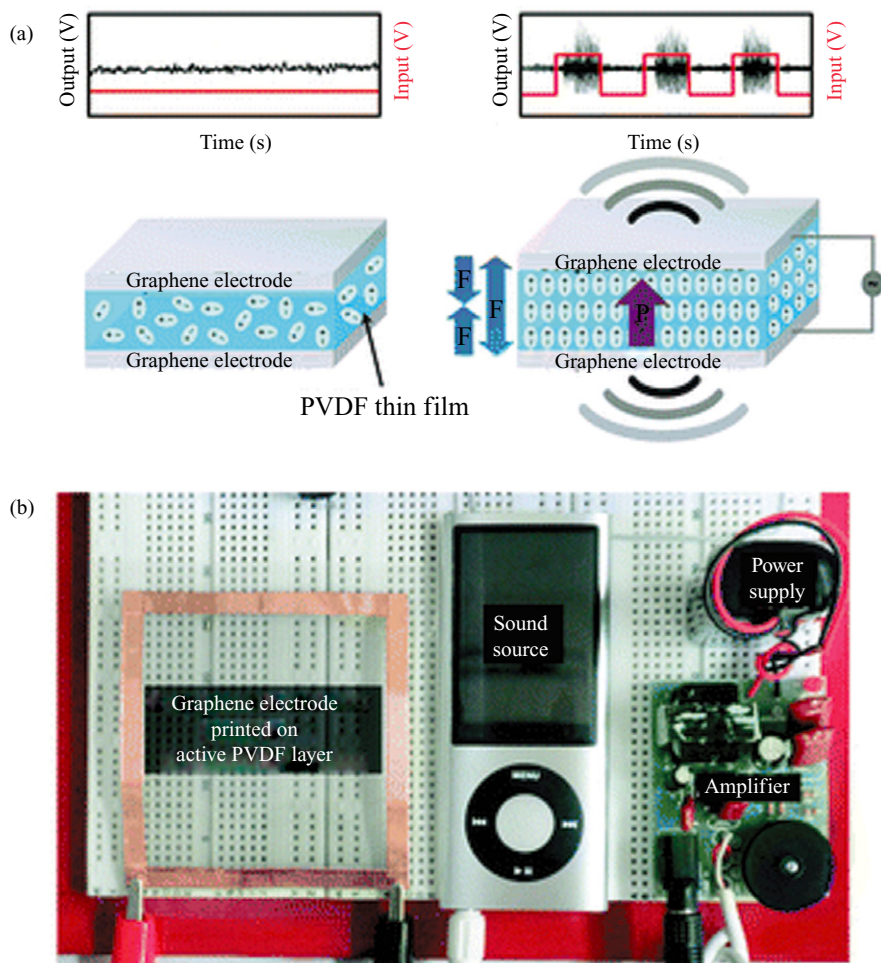 (a)
Output (V)
Input (V)
Time (s)
Output (V)
Input (V)
Time (s)
Graphene electrode
Graphene electrode
PVDF thin film
Graphene electrode
F
F
F
P
Graphene electrode
~
(b)
Graphene electrode
printed on
active PVDF layer
Sound
source
MENU
Power
supply
Amplifier